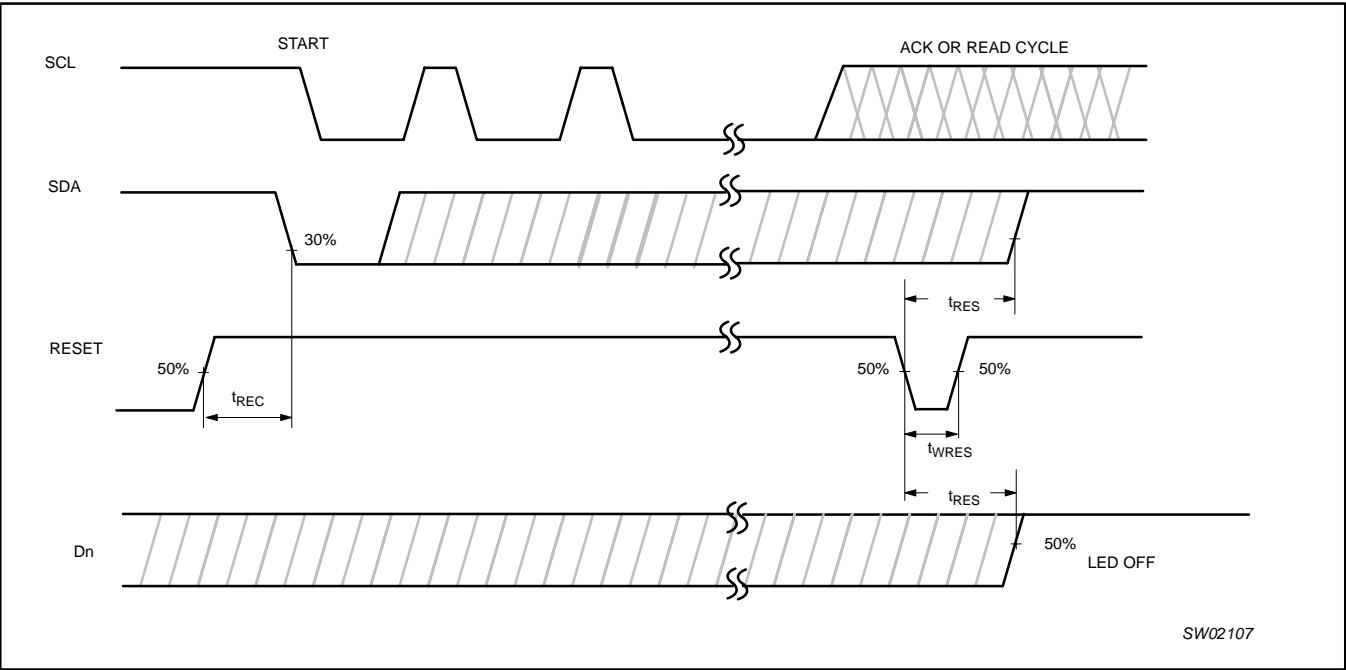 START
ACK OR READ CYCLE
SCL
SDA
30%
tRES
RESET
50%
50%
50%
tREC
tWRES
tRES
Dn
50%
LED OFF
SW02107